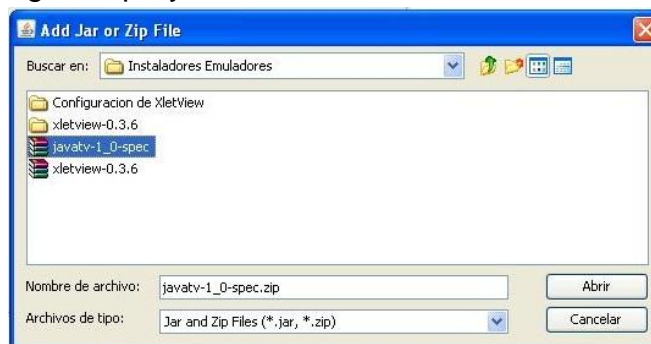 Add Jar or Zip File
Buscar en: Instaladores Emuladores
Configuracion de XletView
xletview-0.3.6
javatv-1_0-spec
xletview-0.3.6
Nombre de archivo: javatv-1_0-spec.zip Abrir
Archivos de tipo: Jar and Zip Files (*.jar, *.zip) Cancelar